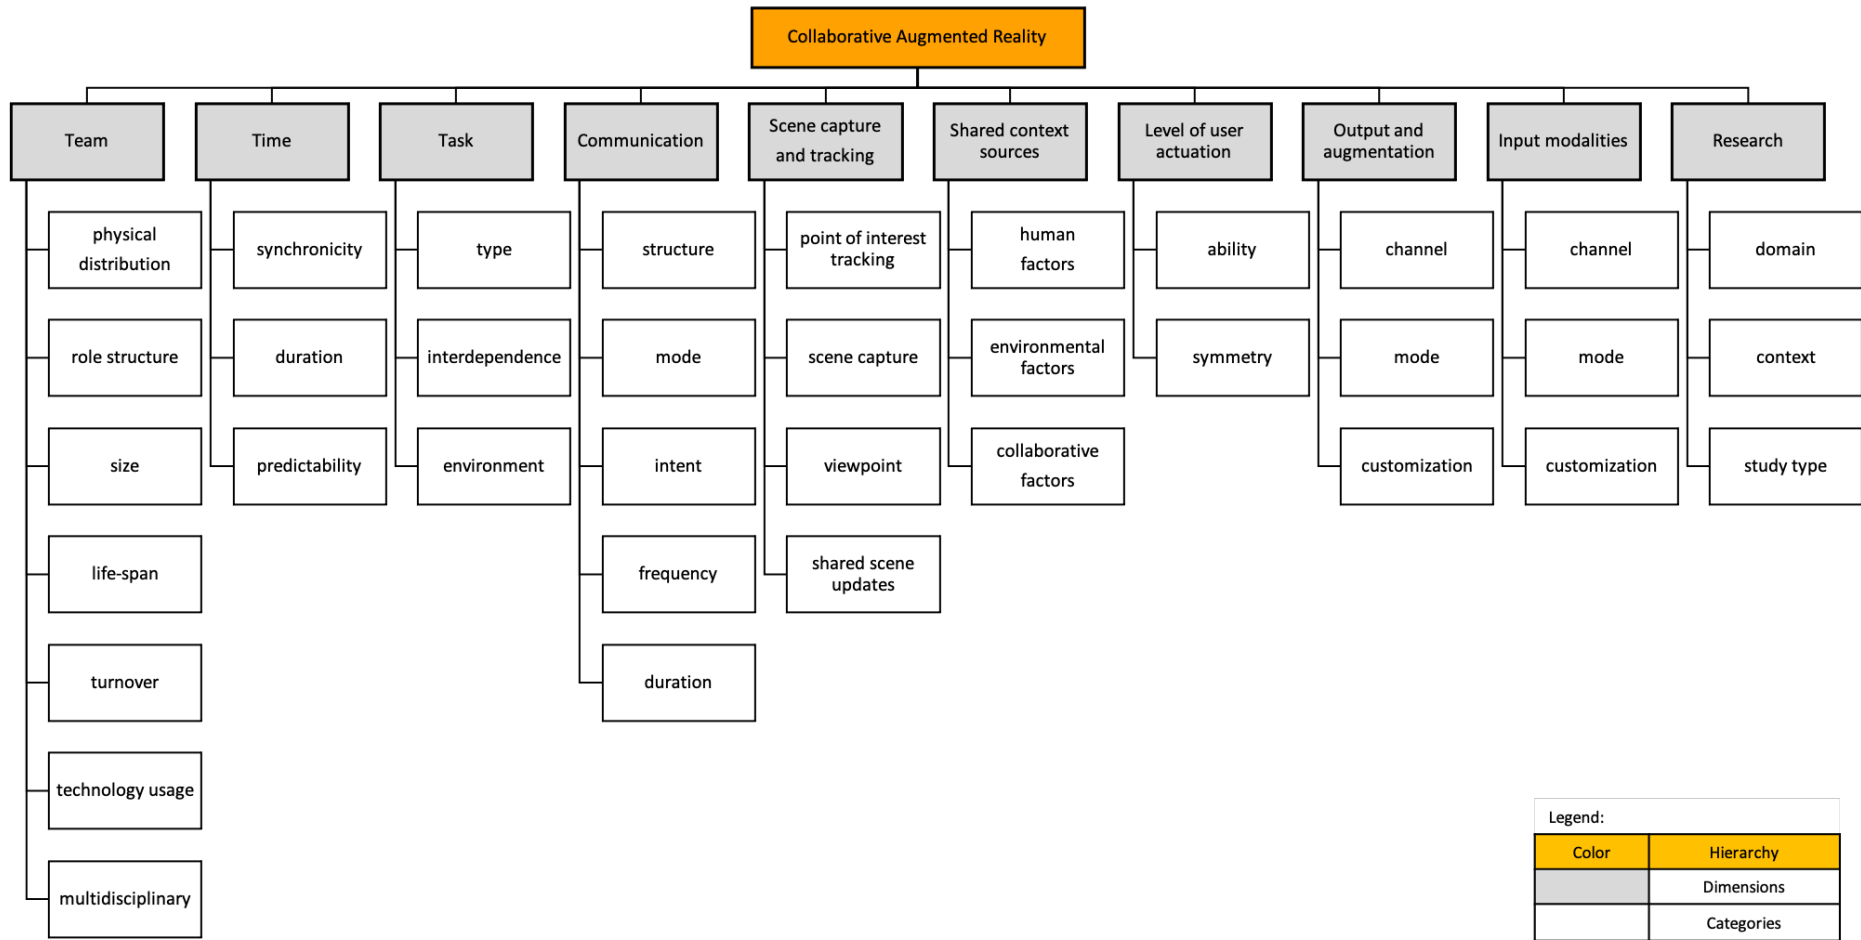 Collaborative Augmented Reality
Team
Time
Task
Communication
Scene capture
and tracking
Shared context
sources
Level of user
actuation
Output and
augmentation
Input modalities
Research
physical
distribution
role structure
size
life-span
turnover
technology usage
multidisciplinary
synchronicity
duration
predictability
type
interdependence
environment
structure
mode
intent
frequency
duration
point of interest
tracking
scene capture
viewpoint
shared scene
updates
human
factors
environmental
factors
collaborative
factors
ability
symmetry
channel
mode
customization
channel
mode
customization
domain
context
study type
Legend:
Color
Hierarchy
Dimensions
Categories